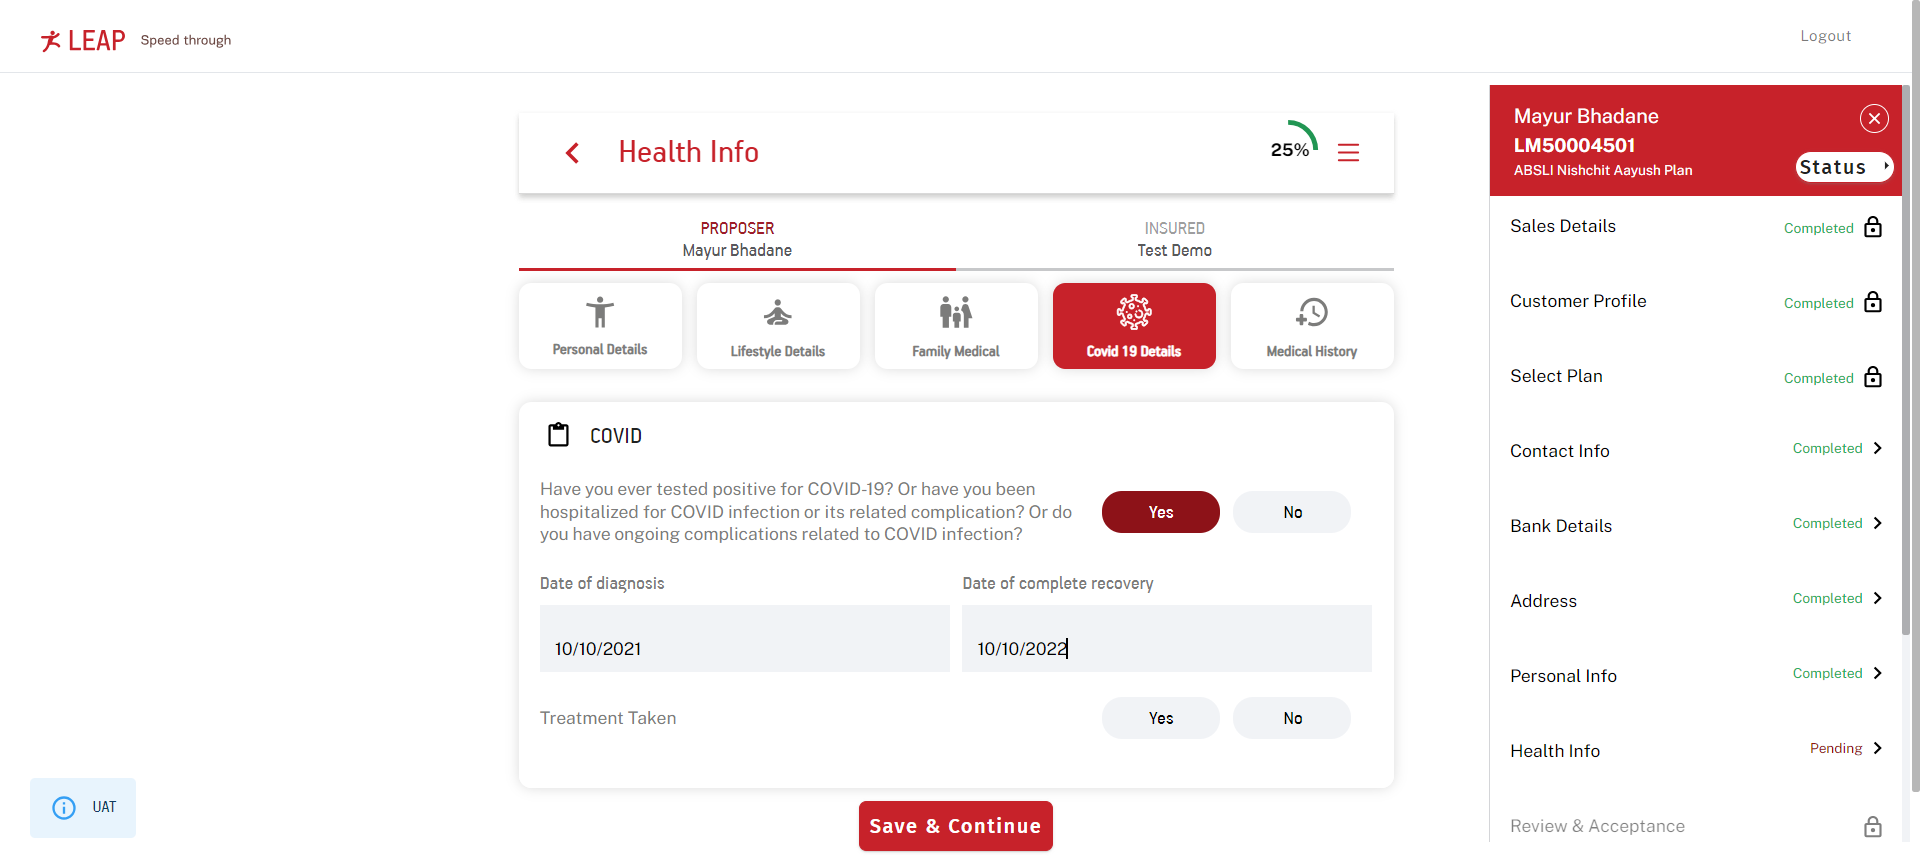 LEAP Speed through
Logout
Health Info
25%
PROPOSER
Mayur Bhadane
INSURED
Test Demo
Personal Details
Lifestyle Details
Family Medical
Covid 19 Details
Medical History
COVID
Have you ever tested positive for COVID-19? Or have you been
hospitalized for COVID infection or its related complication? Or do
you have ongoing complications related to COVID infection?
Yes No
Date of diagnosis
10/10/2021
Date of complete recovery
10/10/2022
Treatment Taken
Yes No
Save & Continue
UAT
Mayur Bhadane
LM50004501
ABSLI Nishchit Aayush Plan
Status
Sales Details Completed
Customer Profile Completed
Select Plan Completed
Contact Info Completed
Bank Details Completed
Address Completed
Personal Info Completed
Health Info Pending
Review & Acceptance